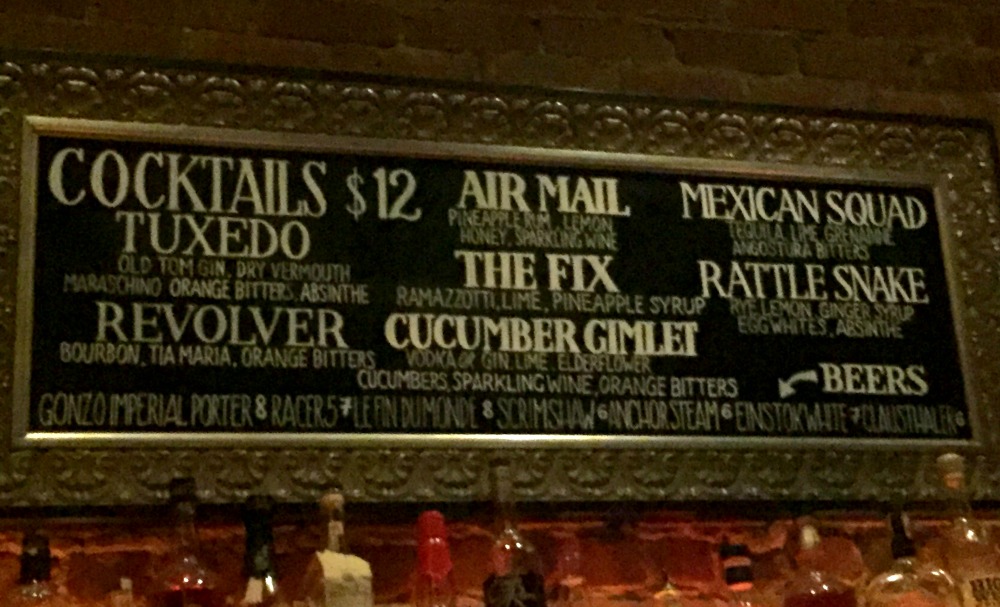 COCKTAILS $12
TUXEDO
OLD TOM GIN, DRY VERMOUTH
MARASCHINO ORANGE BITTERS, ABSINTHE
REVOLVER
BOURBON, TIA MARIA, ORANGE BITTERS
AIR MAIL
PINEAPPLE RUM, LEMON,
HONEY, SPARKLING WINE
THE FIX
RAMAZZOTTI, LIME, PINEAPPLE SYRUP
CUCUMBER GIMLET
VODKA OR GIN, LIME, ELDERFLOWER
CUCUMBERS, SPARKLING WINE, ORANGE BITTERS
MEXICAN SQUAD
TEQUILA, LIME, GRENADINE
ANGOSTURA BITTERS
RATTLE SNAKE
RYE, LEMON, GINGER SYRUP
EGG WHITES, ABSINTHE
BEERS
GONZO IMPERIAL PORTER 8 RACER 5 7 LE FIN DU MONDE 8 SCRIMSHAW 6 ANCHOR STEAM 6 EINSTOK WHITE 7 CLAUSTHALER 6